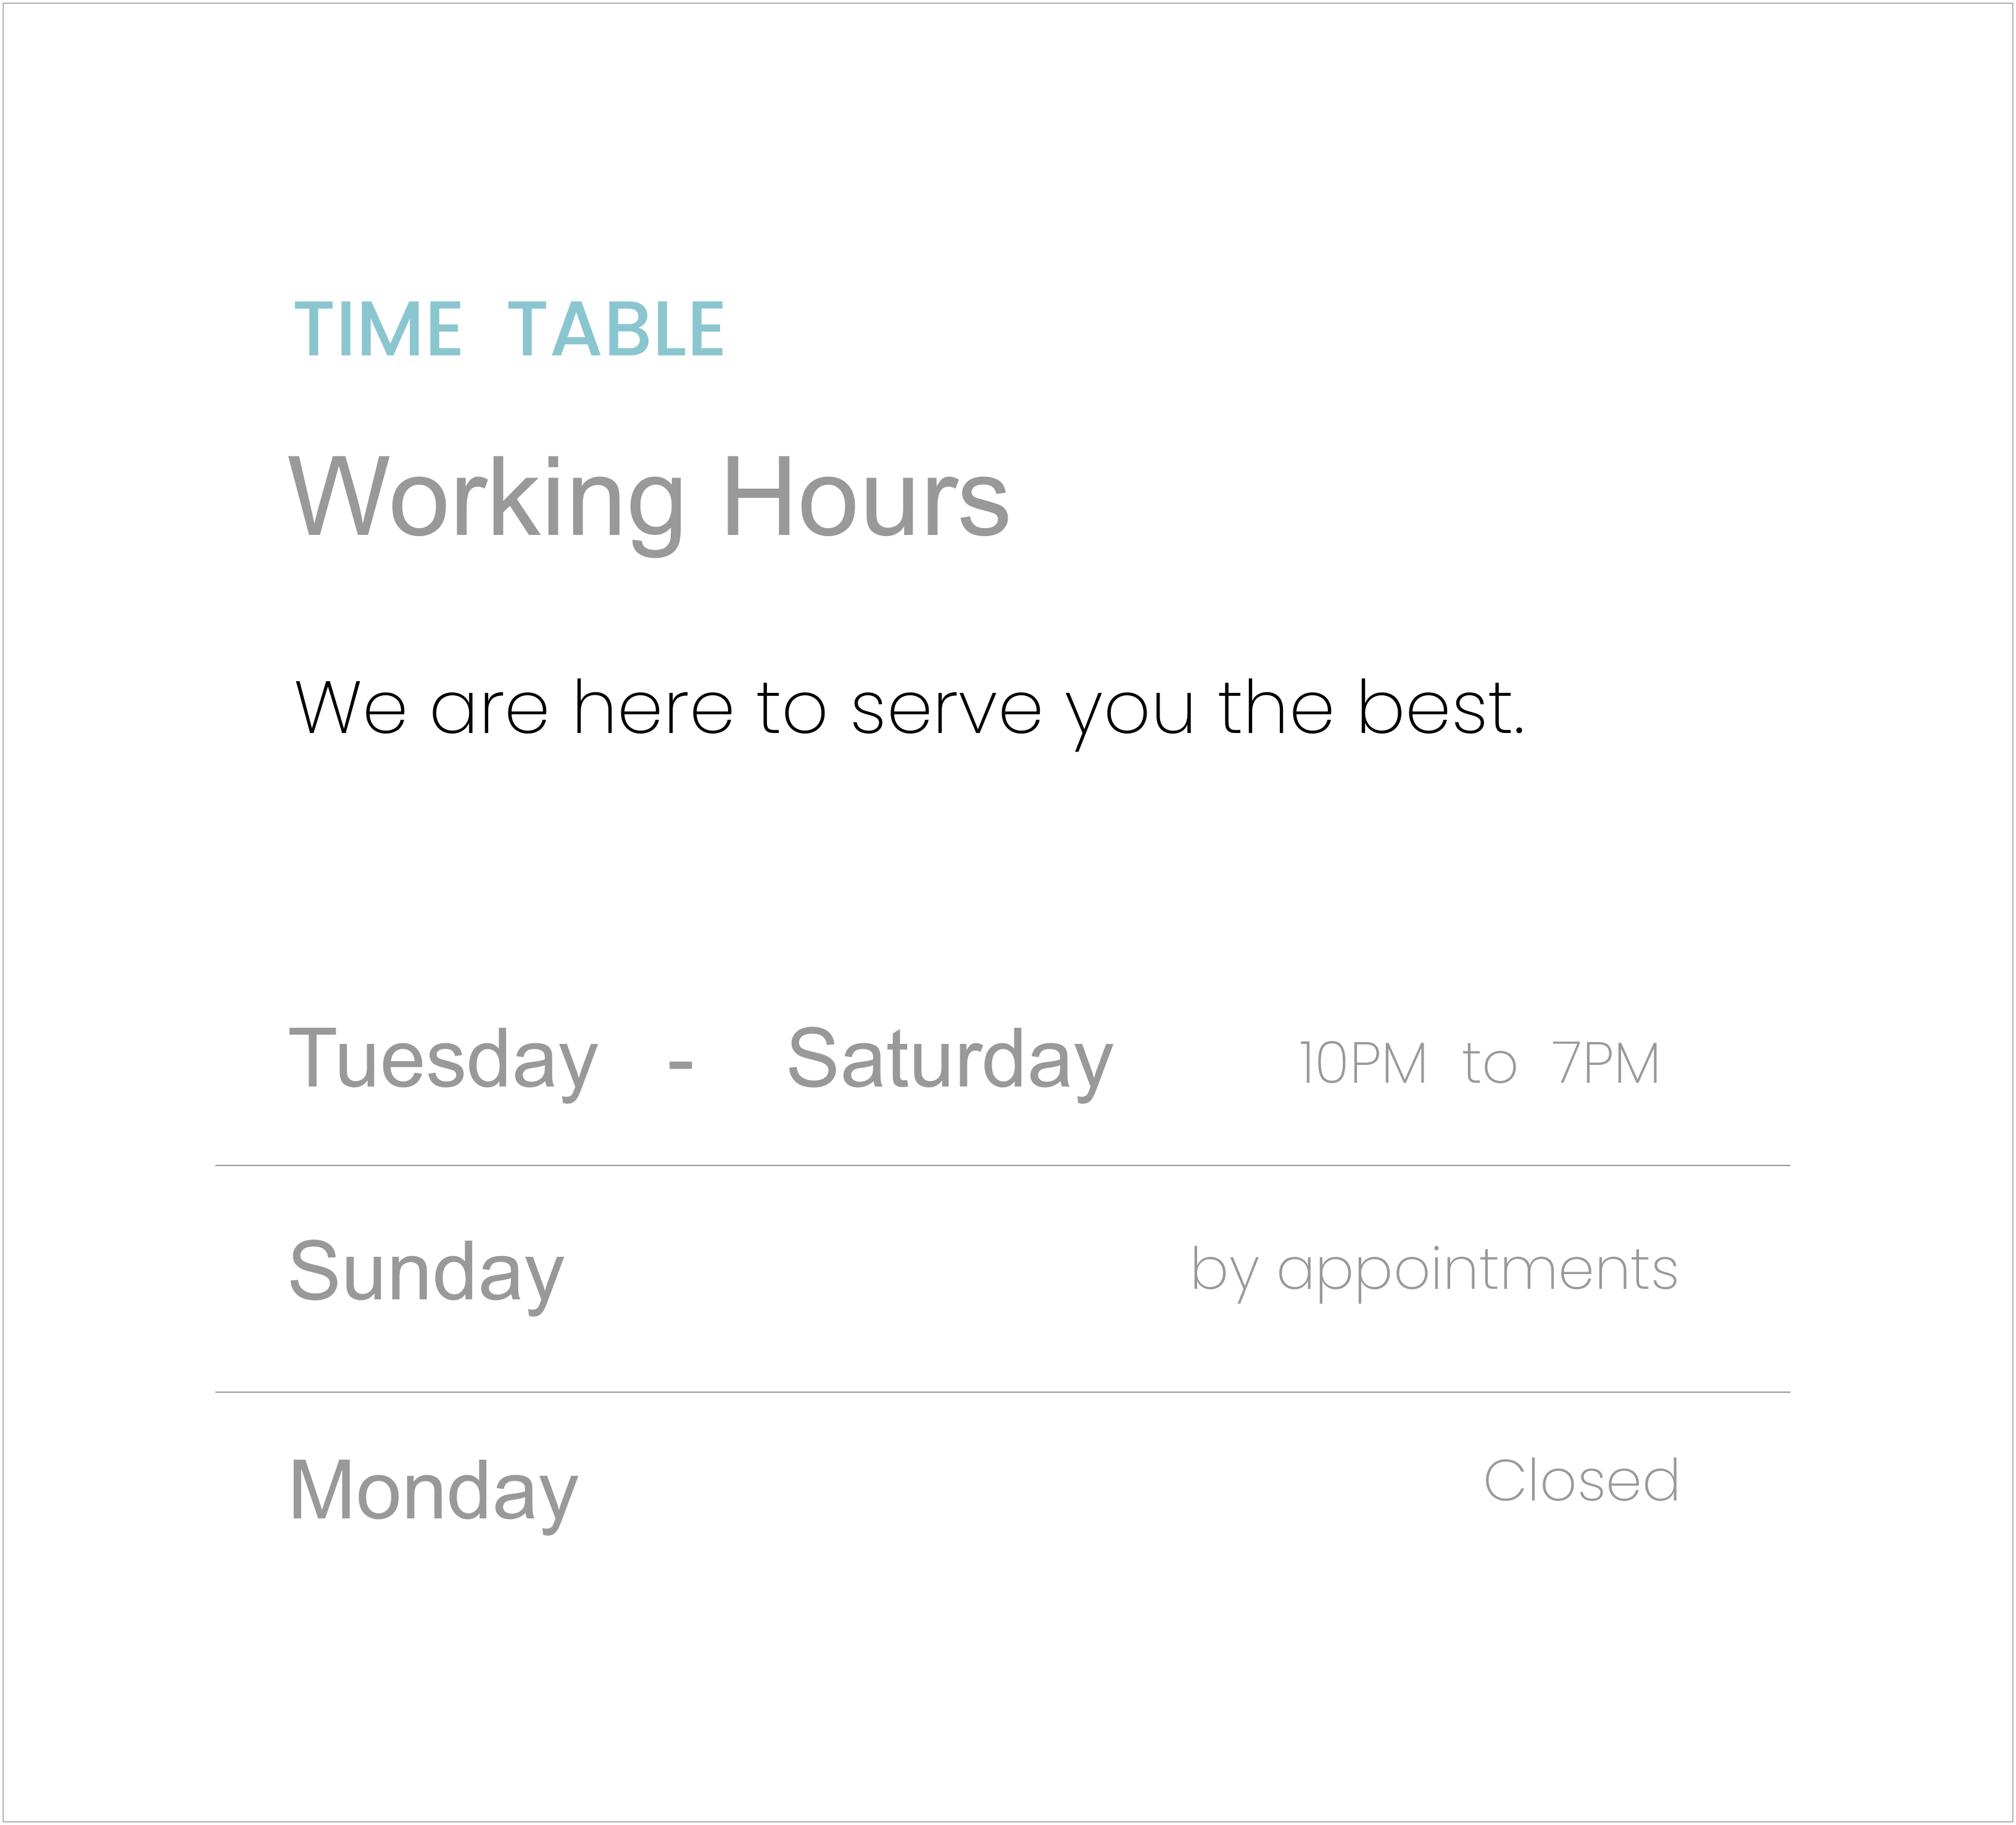 TIME TABLE
Working Hours
We are here to serve you the best.
Tuesday - Saturday 10PM to 7PM
Sunday by appointments
Monday Closed